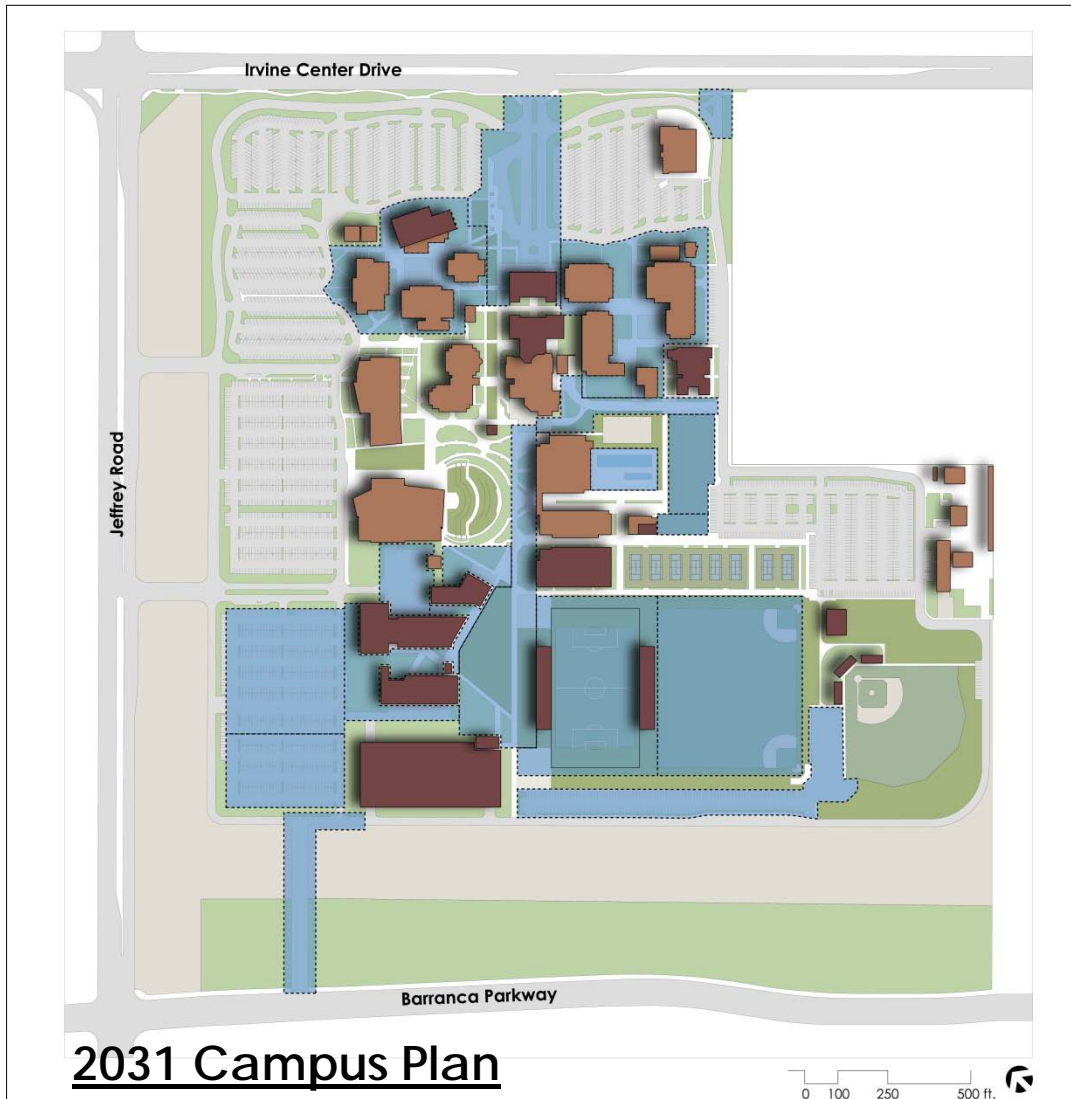 Irvine Center Drive
Jeffrey Road
Barranca Parkway
2031 Campus Plan
0 100 250 500 ft.